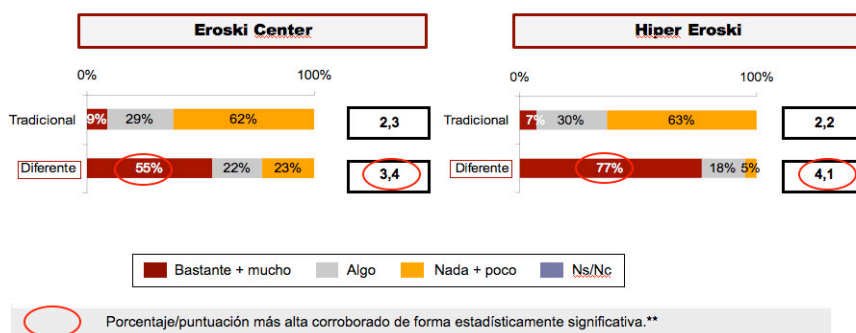 Eroski Center
Hiper Eroski
0% 100%
0% 100%
Tradicional 9% 29% 62% 2,3
Tradicional 7% 30% 63% 2,2
Diferente 55% 22% 23% 3,4
Diferente 77% 18% 5% 4,1
Bastante + mucho Algo Nada + poco Ns/Nc
Porcentaje/puntuación más alta corroborado de forma estadísticamente significativa.**